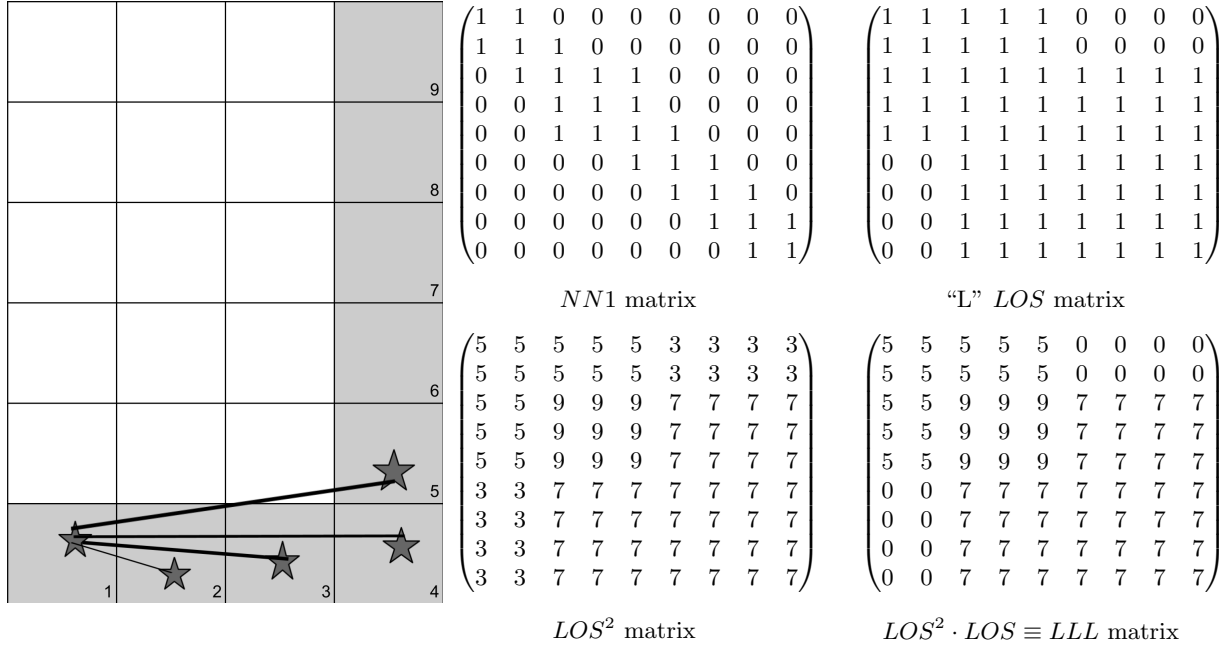 9
8
7
6
5
1 2 3 4
1 1 0 0 0 0 0 0 0
1 1 1 0 0 0 0 0 0
0 1 1 1 1 0 0 0 0
0 0 1 1 1 0 0 0 0
0 0 1 1 1 1 0 0 0
0 0 0 0 1 1 1 0 0
0 0 0 0 0 1 1 1 0
0 0 0 0 0 0 1 1 1
0 0 0 0 0 0 0 1 1
NN1 matrix
1 1 1 1 1 0 0 0 0
1 1 1 1 1 0 0 0 0
1 1 1 1 1 1 1 1 1
1 1 1 1 1 1 1 1 1
1 1 1 1 1 1 1 1 1
0 0 1 1 1 1 1 1 1
0 0 1 1 1 1 1 1 1
0 0 1 1 1 1 1 1 1
0 0 1 1 1 1 1 1 1
“L” LOS matrix
5 5 5 5 5 3 3 3 3
5 5 5 5 5 3 3 3 3
5 5 9 9 9 7 7 7 7
5 5 9 9 9 7 7 7 7
5 5 9 9 9 7 7 7 7
3 3 7 7 7 7 7 7 7
3 3 7 7 7 7 7 7 7
3 3 7 7 7 7 7 7 7
3 3 7 7 7 7 7 7 7
LOS² matrix
5 5 5 5 5 0 0 0 0
5 5 5 5 5 0 0 0 0
5 5 9 9 9 7 7 7 7
5 5 9 9 9 7 7 7 7
5 5 9 9 9 7 7 7 7
0 0 7 7 7 7 7 7 7
0 0 7 7 7 7 7 7 7
0 0 7 7 7 7 7 7 7
0 0 7 7 7 7 7 7 7
LOS² · LOS ≡ LLL matrix